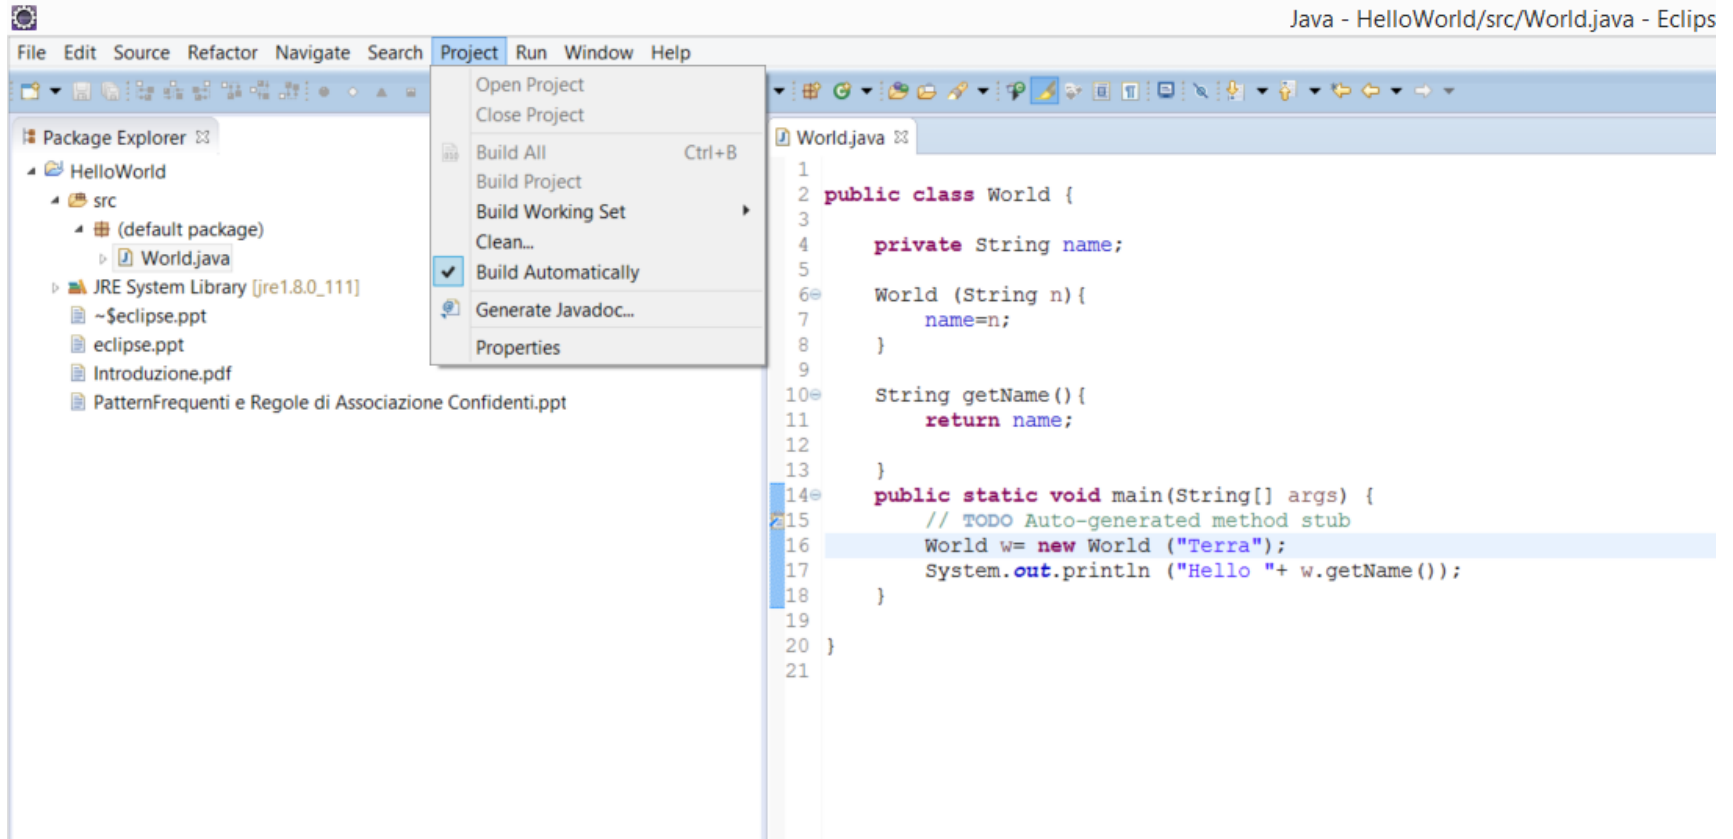 Java - HelloWorld/src/World.java - Eclips
File Edit Source Refactor Navigate Search Project Run Window Help
Open Project
Close Project
Build All Ctrl+B
Build Project
Build Working Set
Clean...
Build Automatically
Generate Javadoc...
Properties
Package Explorer
HelloWorld
src
(default package)
World.java
JRE System Library [jre1.8.0_111]
~$eclipse.ppt
eclipse.ppt
Introduzione.pdf
PatternFrequenti e Regole di Associazione Confidenti.ppt
World.java
1
2 public class World {
3
4 private String name;
5
6 World (String n){
7 name=n;
8 }
9
10 String getName(){
11 return name;
12
13 }
14 public static void main(String[] args) {
15 // TODO Auto-generated method stub
16 World w= new World ("Terra");
17 System.out.println ("Hello "+ w.getName());
18 }
19
20 }
21